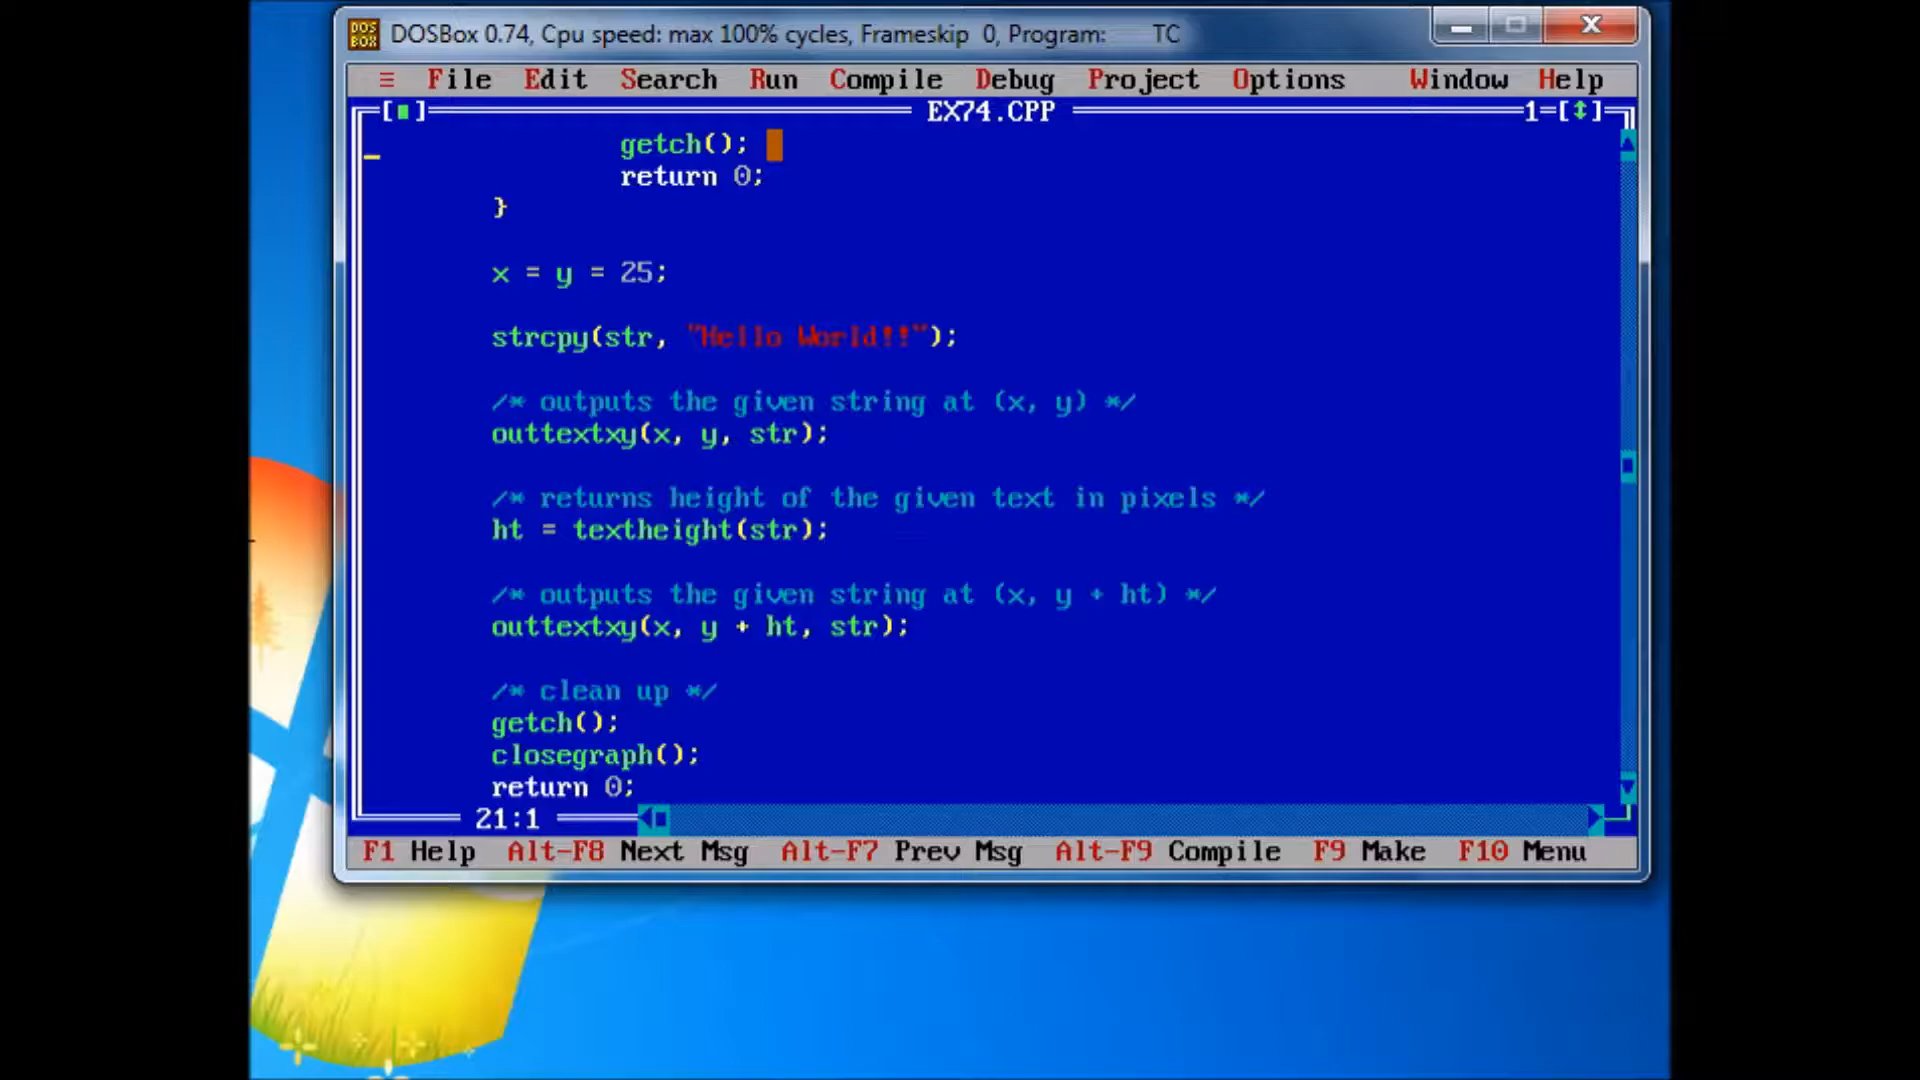 DOS
BOX
DOSBox 0.74, Cpu speed: max 100% cycles, Frameskip 0, Program: TC
≡ File Edit Search Run Compile Debug Project Options Window Help
[■] EX74.CPP 1=[↕]
getch();
return 0;
}
x = y = 25;
strcpy(str, "Hello World!!");
/* outputs the given string at (x, y) */
outtextxy(x, y, str);
/* returns height of the given text in pixels */
ht = textheight(str);
/* outputs the given string at (x, y + ht) */
outtextxy(x, y + ht, str);
/* clean up */
getch();
closegraph();
return 0;
21:1
F1 Help Alt-F8 Next Msg Alt-F7 Prev Msg Alt-F9 Compile F9 Make F10 Menu